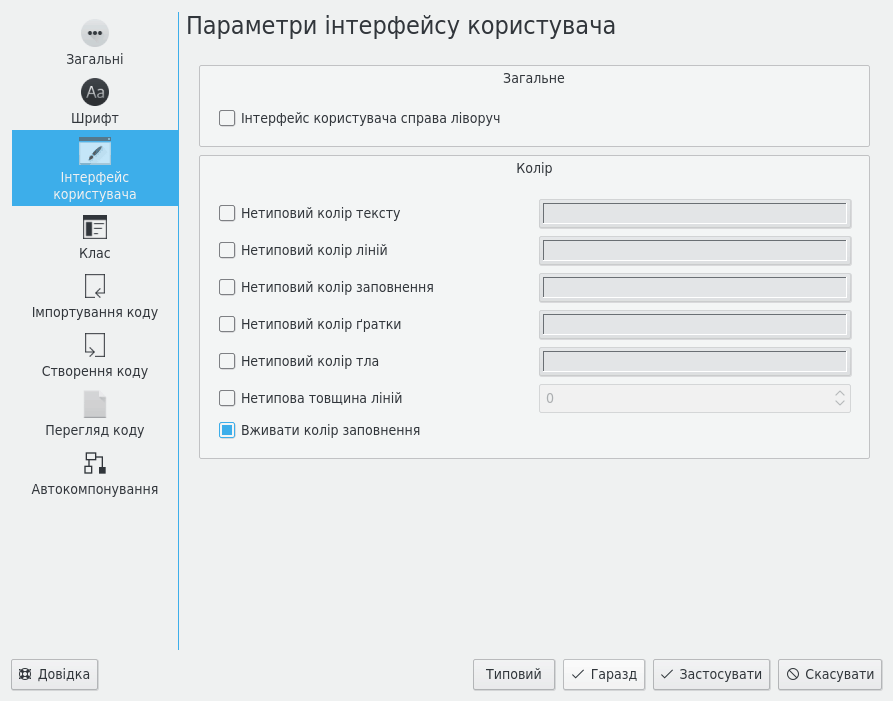 Параметри інтерфейсу користувача
Загальні
Шрифт
Інтерфейс
користувача
Клас
Імпортування коду
Створення коду
Перегляд коду
Автокомпонування
Загальне
Інтерфейс користувача справа ліворуч
Колір
Нетиповий колір тексту
Нетиповий колір ліній
Нетиповий колір заповнення
Нетиповий колір ґратки
Нетиповий колір тла
Нетипова товщина ліній 0
Вживати колір заповнення
Довідка Типовий Гаразд Застосувати Скасувати